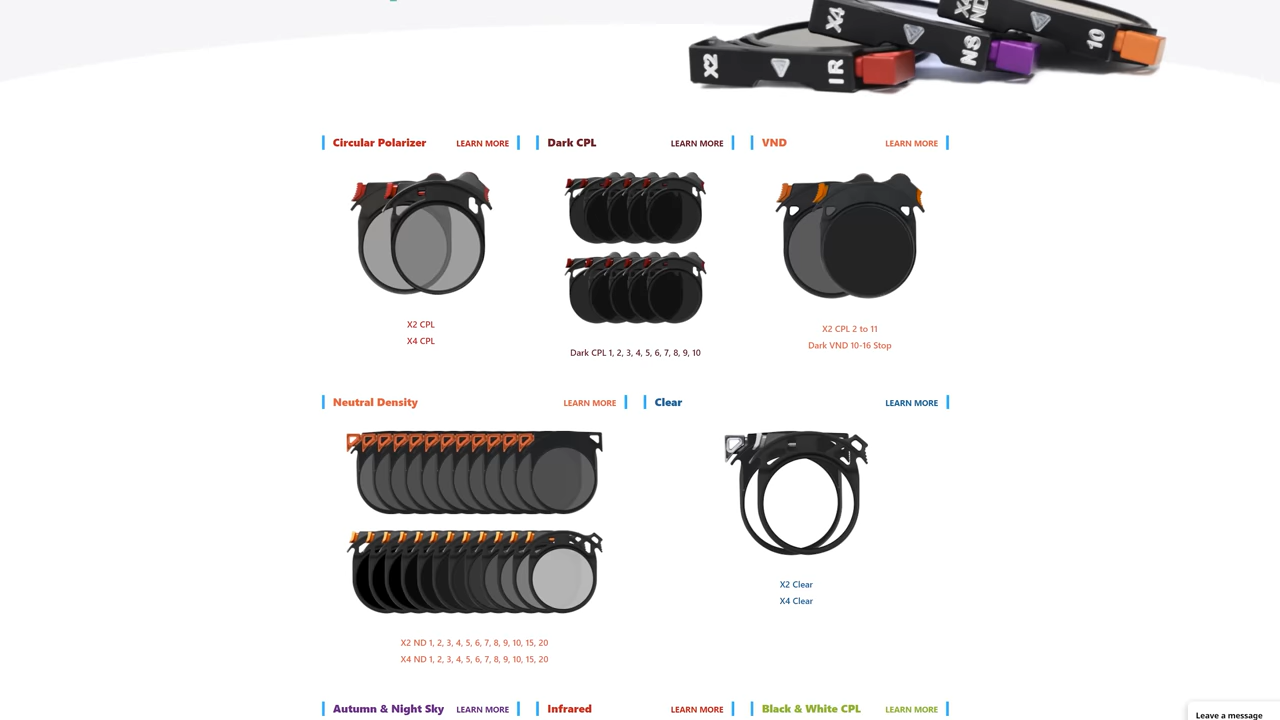 X2 IR
X4 N8
X4 ND 10
Circular Polarizer LEARN MORE
Dark CPL LEARN MORE
VND LEARN MORE
X2 CPL
X4 CPL
Dark CPL 1, 2, 3, 4, 5, 6, 7, 8, 9, 10
X2 CPL 2 to 11
Dark VND 10-16 Stop
Neutral Density LEARN MORE
Clear LEARN MORE
X2 ND 1, 2, 3, 4, 5, 6, 7, 8, 9, 10, 15, 20
X4 ND 1, 2, 3, 4, 5, 6, 7, 8, 9, 10, 15, 20
X2 Clear
X4 Clear
Autumn & Night Sky LEARN MORE
Infrared LEARN MORE
Black & White CPL LEARN MORE
Leave a message